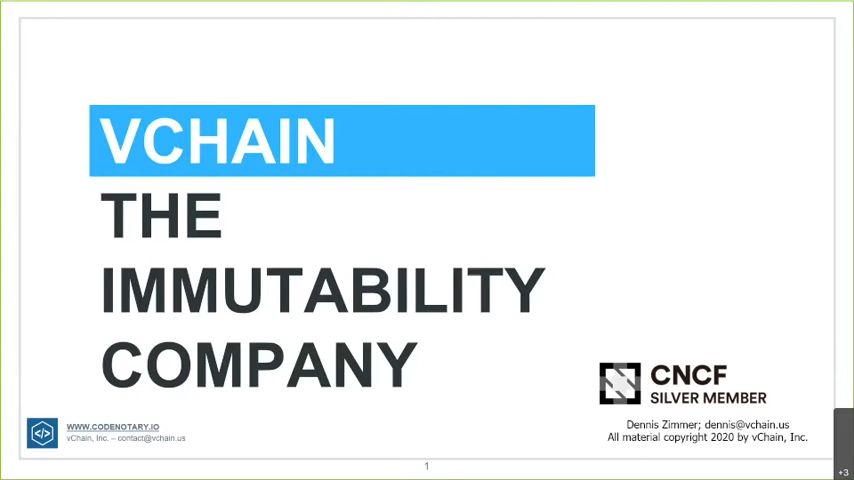 VCHAIN
THE
IMMUTABILITY
COMPANY
CNCF
SILVER MEMBER
WWW.CODENOTARY.IO
vChain, Inc. – contact@vchain.us
Dennis Zimmer; dennis@vchain.us
All material copyright 2020 by vChain, Inc.
1
+3